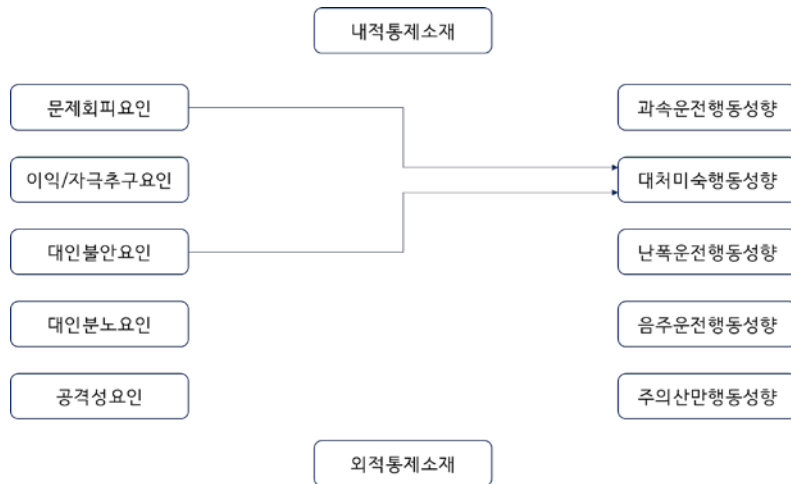 내적통제소재
문제회피요인
과속운전행동성향
이익/자극추구요인
대처미숙행동성향
대인불안요인
난폭운전행동성향
대인분노요인
음주운전행동성향
공격성요인
주의산만행동성향
외적통제소재